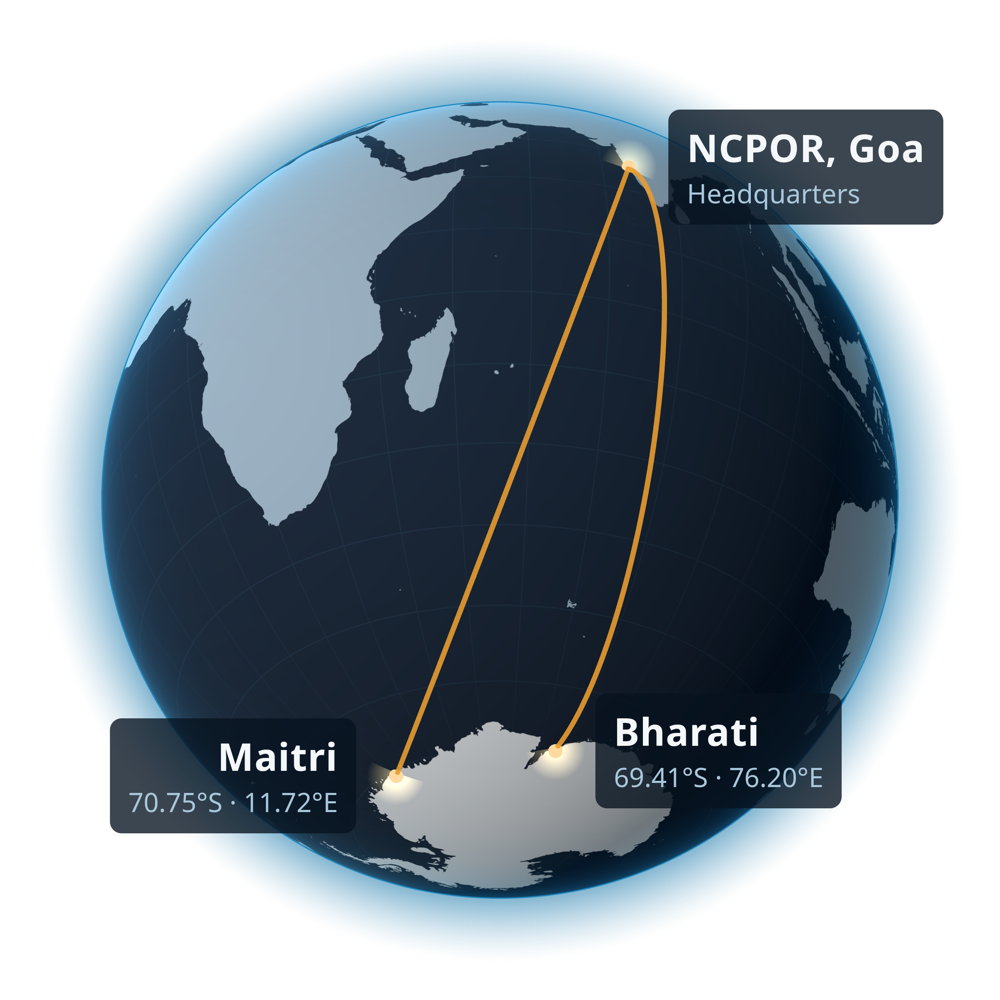 NCPOR, Goa
Headquarters
Maitri
70.75°S · 11.72°E
Bharati
69.41°S · 76.20°E